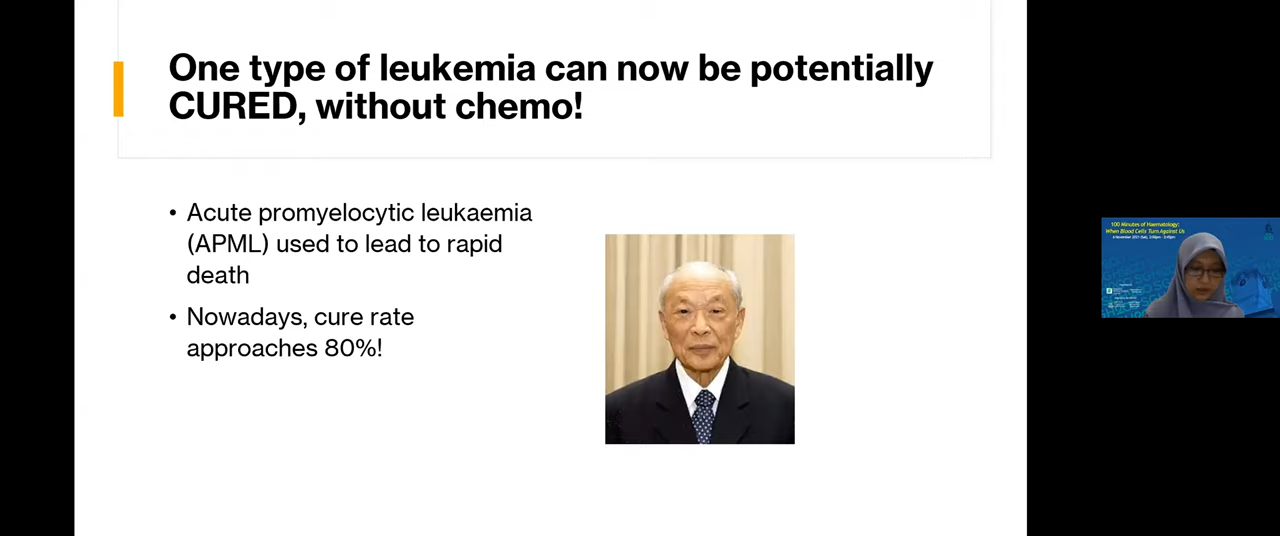 One type of leukemia can now be potentially
CURED, without chemo!
• Acute promyelocytic leukaemia
(APML) used to lead to rapid
death
• Nowadays, cure rate
approaches 80%!
100 Minutes of Haematology:
When Blood Cells Turn Against Us